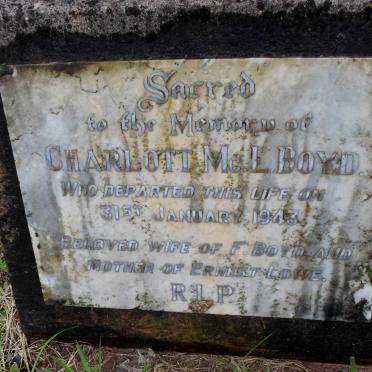 Sacred
to the Memory of
CHARLOTT Mc.L. BOYD.
WHO DEPARTED THIS LIFE ON
31ST JANUARY 1943.
BELOVED WIFE OF F. BOYD. AND
MOTHER OF ERNEST LOWE.
R.I.P.